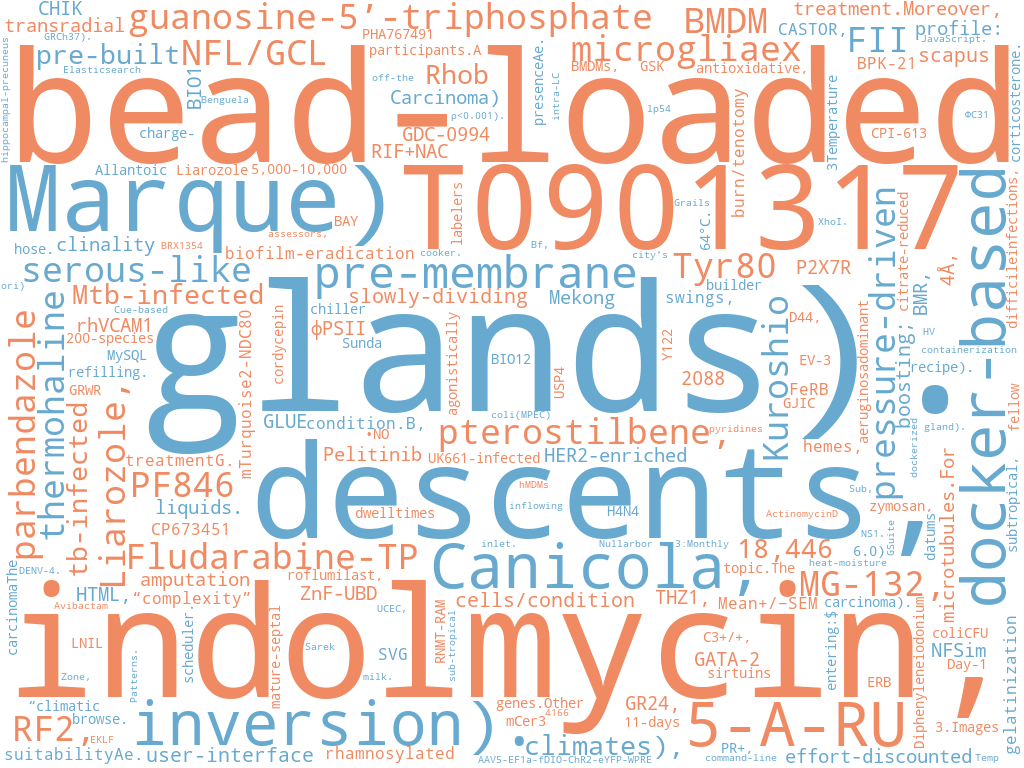 CHIK
guanosine-5’-triphosphate
BMDM
treatment.Moreover,
transradial
GRCh37).
PHA767491
CASTOR,
FII
profile:
JavaScript.
pre-built
NFL/GCL
participants.A
microgliaex
BPK-21
scapus
hippocampal-precuneus
Elasticsearch
BIO1
off-the
Rhob
BMDMs,
GSK
antioxidative,
corticosterone.
Benguela
Carcinoma)
presenceAe.
intra-LC
bead-loaded
ρ<0.001).
lp54
burn/tenotomy
3Temperature
ΦC31
charge-
GDC-0994
CPI-613
RIF+NAC
Allantoic
Liarozole
5,000-10,000
Marque)
T0901317
docker-based
difficileinfections,
labelers
Grails
64°C.
XhoI.
pressure-driven
citrate-reduced
BAY
assessors,
hose.
clinality
BRX1354
biofilm-eradication
cooker.
Bf,
city's
4Å,
serous-like
pre-membrane
Tyr80
P2X7R
BMR,
ori)
Mtb-infected
slowly-dividing
Mekong
swings,
builder
Cue-based
chiller
rhVCAM1
ϕPSII
Kuroshio
D44,
aeruginosadominant
boosting;
HV
parbendazole
thermohaline
200-species
mTurquoise2-NDC80
cordycepin
Sunda
agonistically
Y122
containerization
MySQL
glands)
BIO12
EV-3
recipe).
refilling.
USP4
2088
FeRB
GRWR
GJIC
fellow
tb-infected
Liarozole,
GLUE
condition.B,
coli(MPEC)
gland).
•NO
pterostilbene,
pyridines
hemes,
dockerized
treatmentG.
Pelitinib
UK661-infected
HER2-enriched
microtubules.For
subtropical,
PF846
descents,
hMDMs
Sub,
liquids.
dwelltimes
inflowing
H4N4
ActinomycinD
zymosan,
CP673451
NS1.
GSuite
datums
Fludarabine-TP
inlet.
Nullarbor
3:Monthly
18,446
6.0)
carcinomaThe
DENV-4.
amputation
roflumilast,
Canicola,
topic.The
heat-moisture
HTML,
“complexity”
ZnF-UBD
cells/condition
THZ1,
Mean+/−SEM
MG-132,
Avibactam
UCEC,
carcinoma).
indolmycin,
LNIL
scheduler.
mature-septal
Sarek
SVG
RNMT-RAM
sub-tropical
C3+/+,
entering:s
coliCFU
GATA-2
NFSim
gelatinization
Zone,
Patterns.
milk.
sirtuins
ERB
Diphenyleneiodonium
Day-1
“climatic
genes.Other
GR24,
RF2,
browse.
inversion).
mCer3
4166
11-days
5-A-RU
3.Images
EKLF
climates),
suitabilityAe.
user-interface
rhamnosylated
AAV5-EF1a-fDIO-ChR2-eYFP-WPRE
PR+,
command-line
effort-discounted
Temp